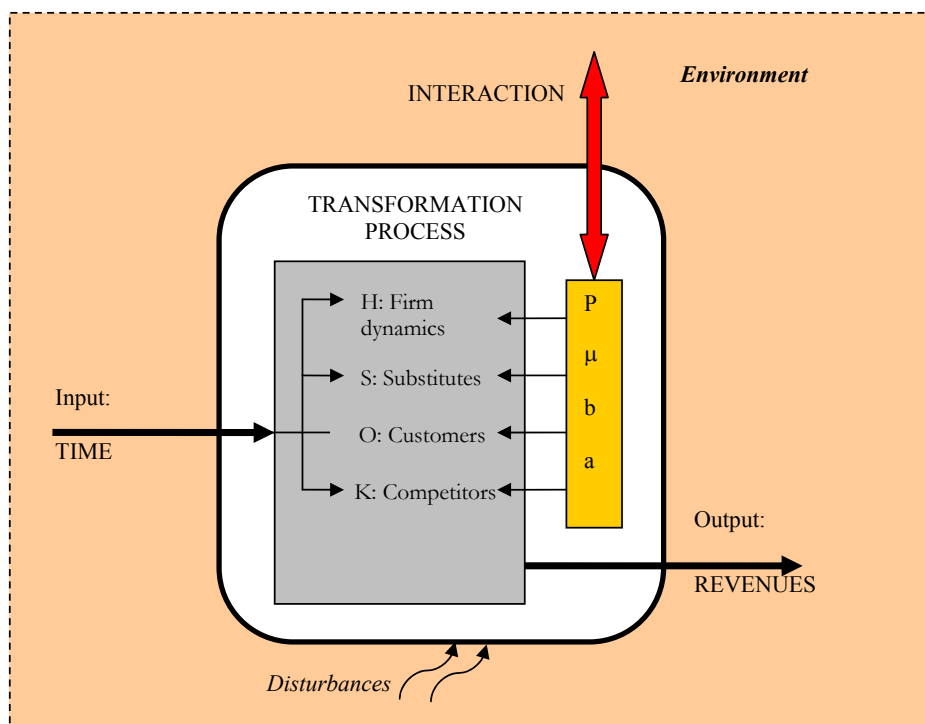 Environment
INTERACTION
TRANSFORMATION
PROCESS
H: Firm
dynamics
S: Substitutes
O: Customers
K: Competitors
P
μ
b
a
Input:
TIME
Output:
REVENUES
Disturbances